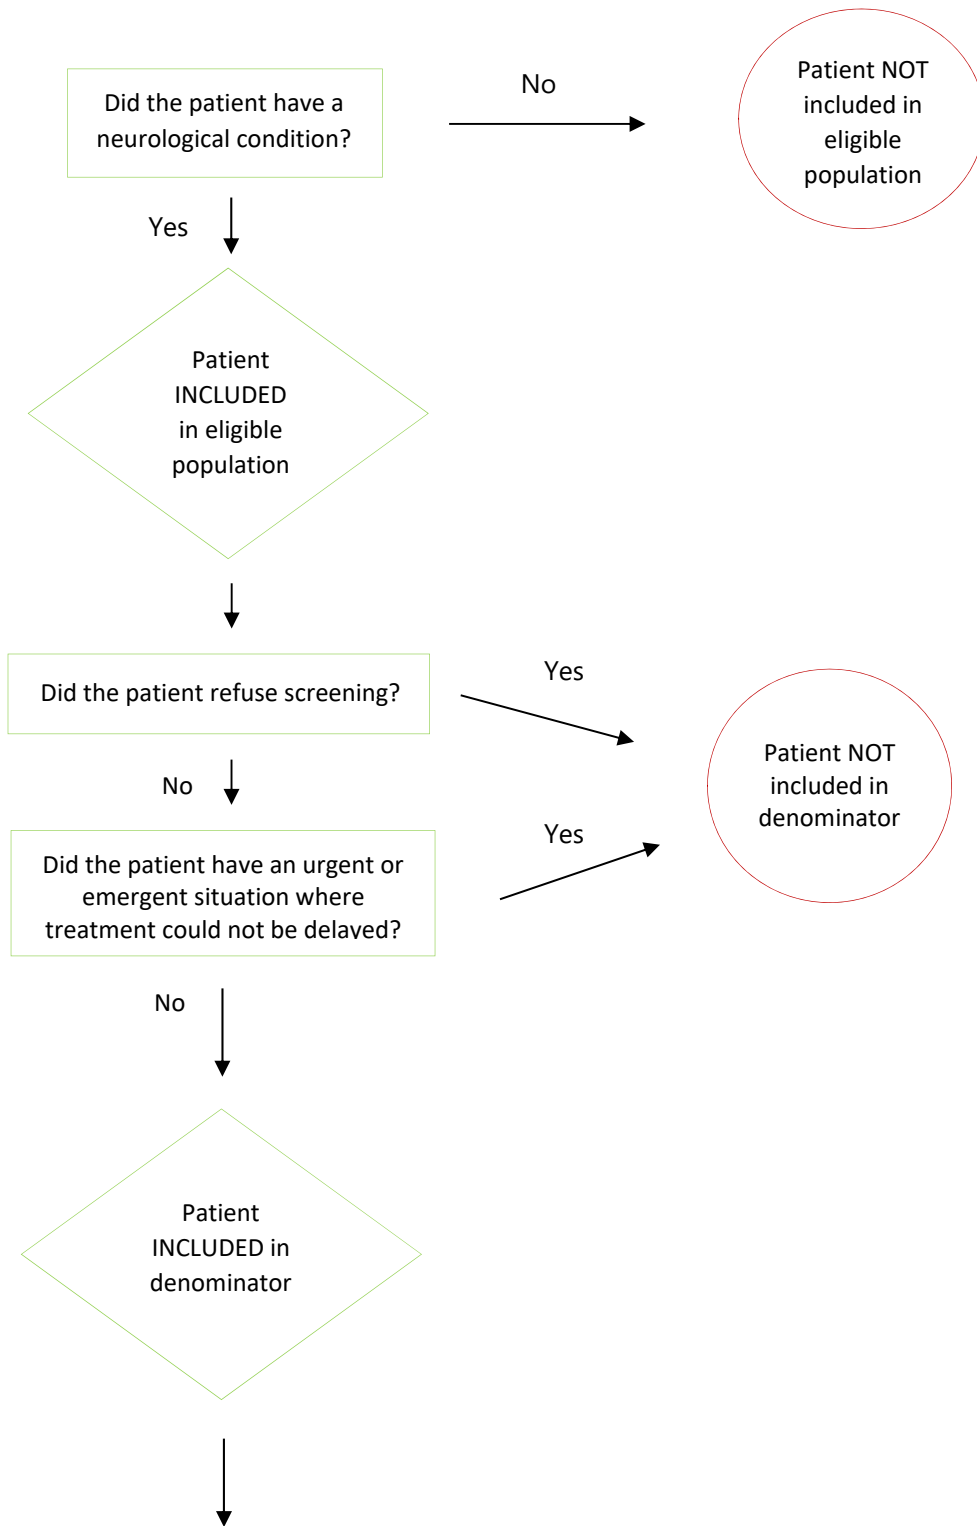 Did the patient have a
neurological condition?
No
Patient NOT
included in
eligible
population
Yes
Patient
INCLUDED
in eligible
population
Did the patient refuse screening?
Yes
Patient NOT
included in
denominator
No
Did the patient have an urgent or
emergent situation where
treatment could not be delayed?
Yes
No
Patient
INCLUDED in
denominator